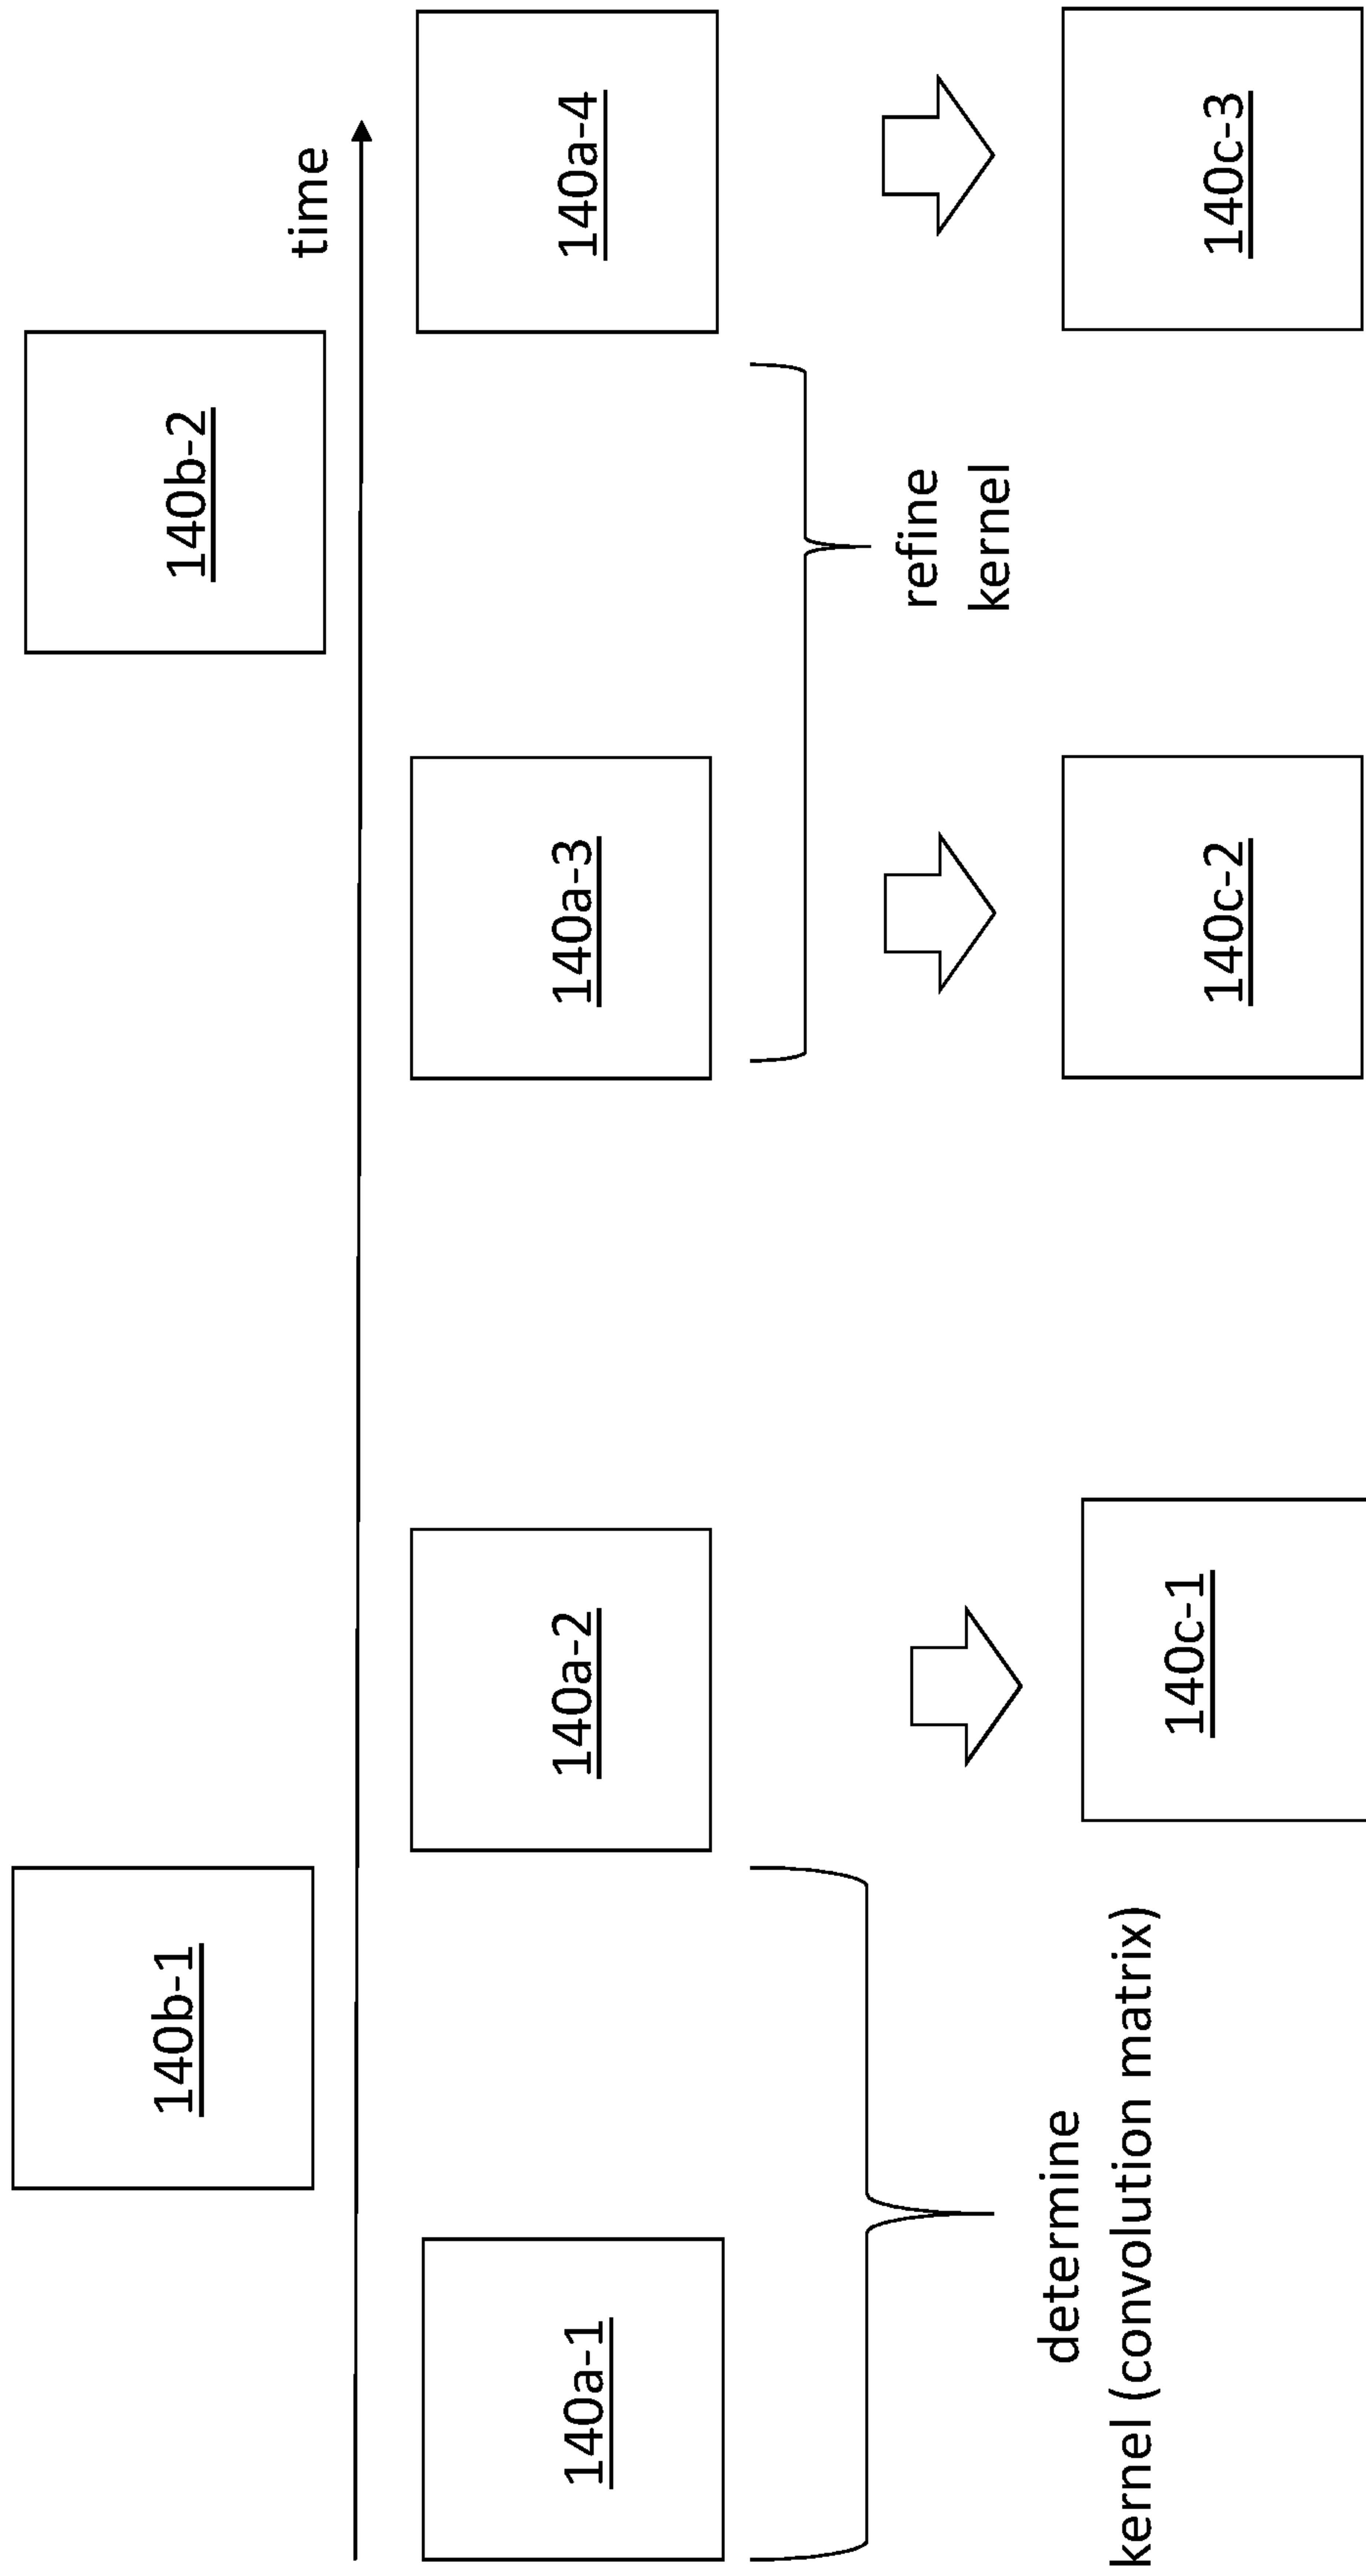 140b-1
140b-2
time
140a-1
140a-2
140a-3
140a-4
determine
kernel (convolution matrix)
refine
kernel
140c-1
140c-2
140c-3